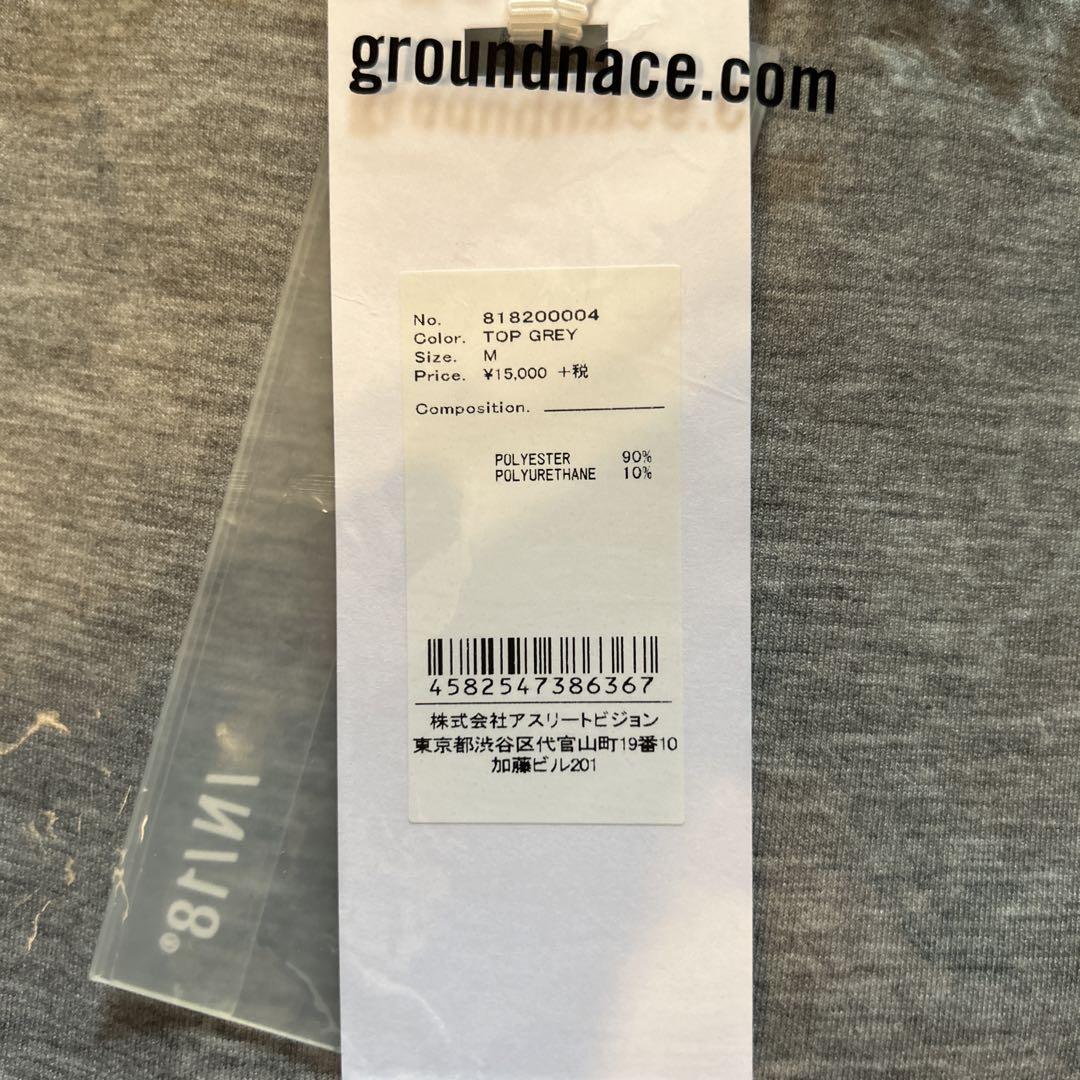 groundnace.com
No. 818200004
Color. TOP GREY
Size. M
Price. ¥15,000 +税
Composition.
POLYESTER 90%
POLYURETHANE 10%
4582547386367
株式会社アスリートビジョン
東京都渋谷区代官山町19番10
加藤ビル201